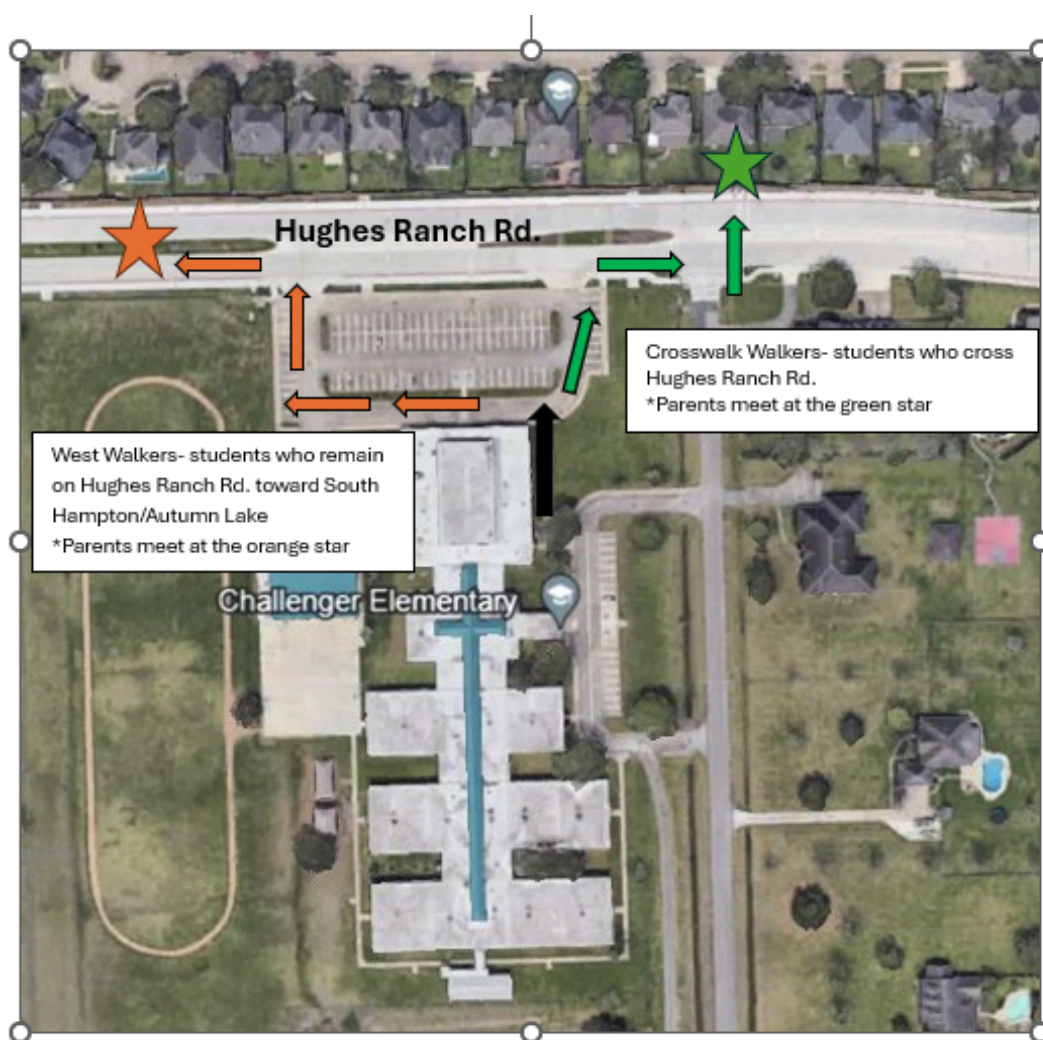 Hughes Ranch Rd.
Crosswalk Walkers- students who cross
Hughes Ranch Rd.
*Parents meet at the green star
West Walkers- students who remain
on Hughes Ranch Rd. toward South
Hampton/Autumn Lake
*Parents meet at the orange star
Challenger Elementary